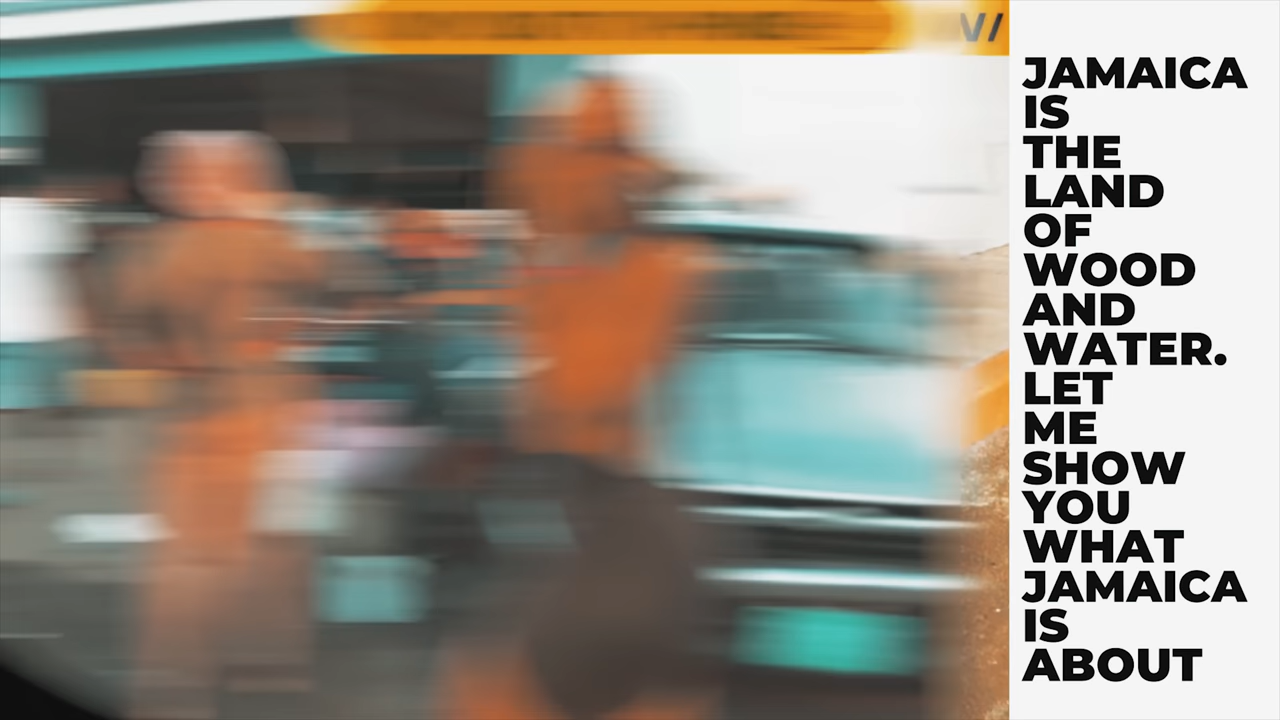 JAMAICA
IS
THE
LAND
OF
WOOD
AND
WATER.
LET
ME
SHOW
YOU
WHAT
JAMAICA
IS
ABOUT